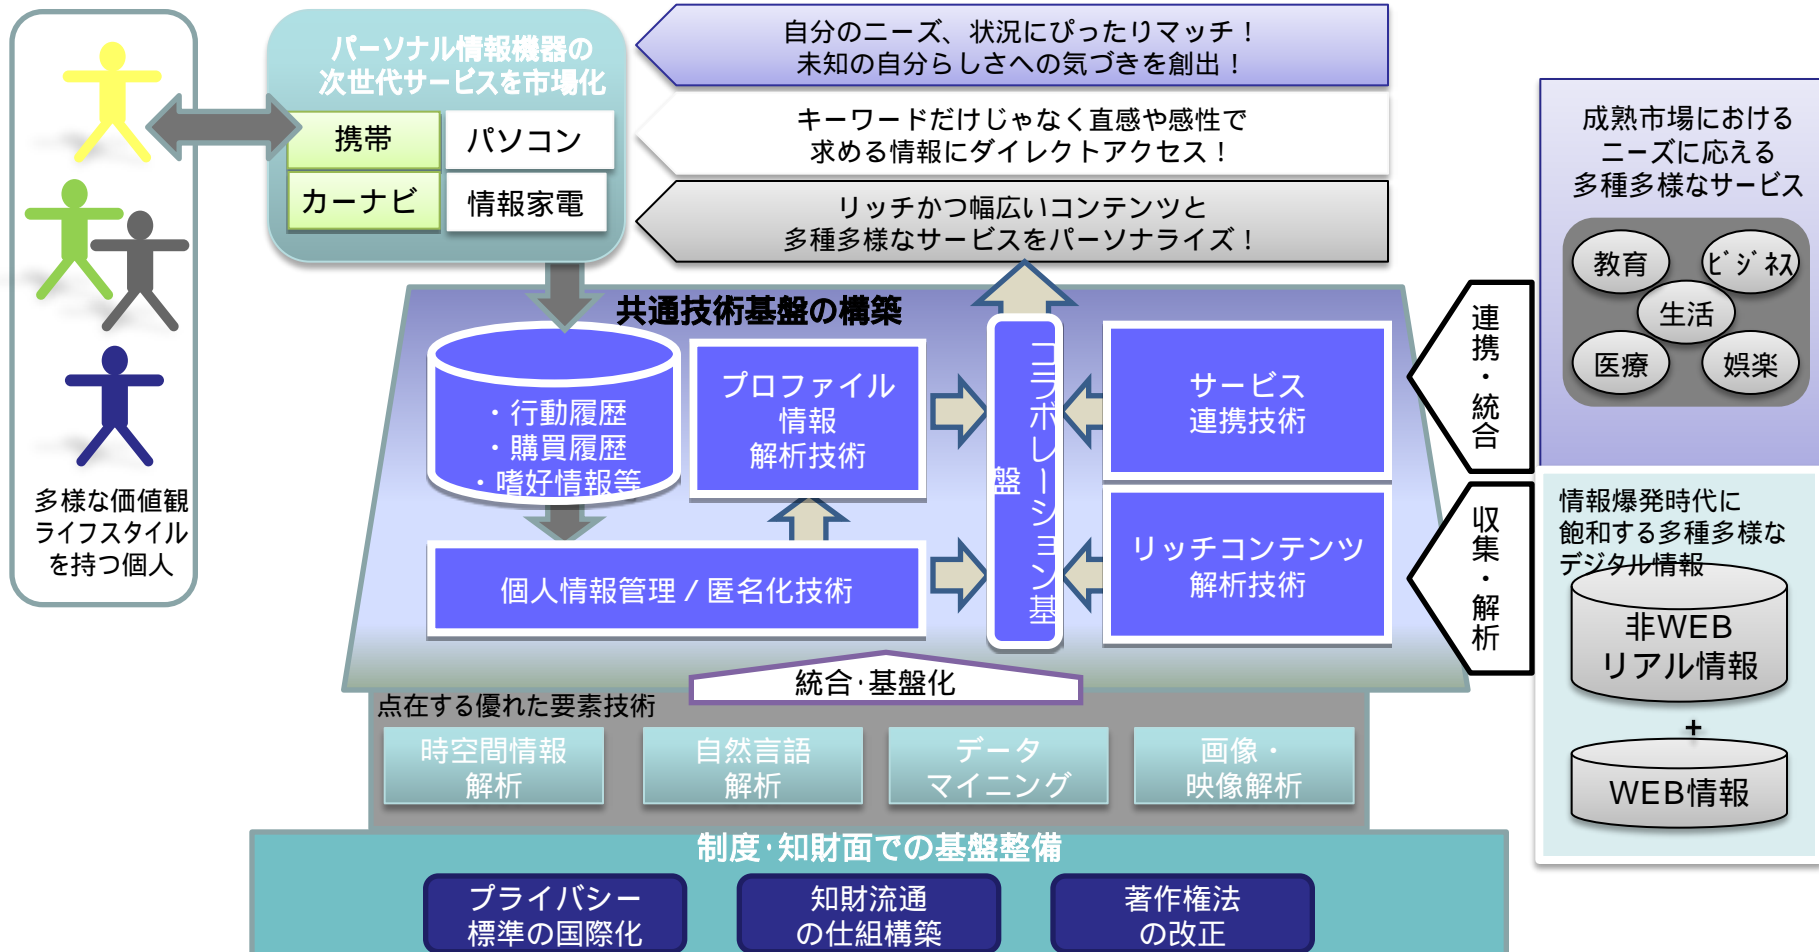 パーソナル情報機器の
次世代サービスを市場化
携帯
パソコン
カーナビ
情報家電
自分のニーズ、状況にぴったりマッチ！
未知の自分らしさへの気づきを創出！
キーワードだけじゃなく直感や感性で
求める情報にダイレクトアクセス！
リッチかつ幅広いコンテンツと
多種多様なサービスをパーソナライズ！
多様な価値観
ライフスタイル
を持つ個人
成熟市場における
ニーズに応える
多種多様なサービス
教育
ビジネス
生活
医療
娯楽
共通技術基盤の構築
・行動履歴
・購買履歴
・嗜好情報等
プロファイル
情報
解析技術
個人情報管理 / 匿名化技術
コラボレーション基
盤
サービス
連携技術
リッチコンテンツ
解析技術
連携・統合
収集・解析
情報爆発時代に
飽和する多種多様な
デジタル情報
非WEB
リアル情報
+
WEB情報
統合·基盤化
点在する優れた要素技術
時空間情報
解析
自然言語
解析
データ
マイニング
画像・
映像解析
制度·知財面での基盤整備
プライバシー
標準の国際化
知財流通
の仕組構築
著作権法
の改正